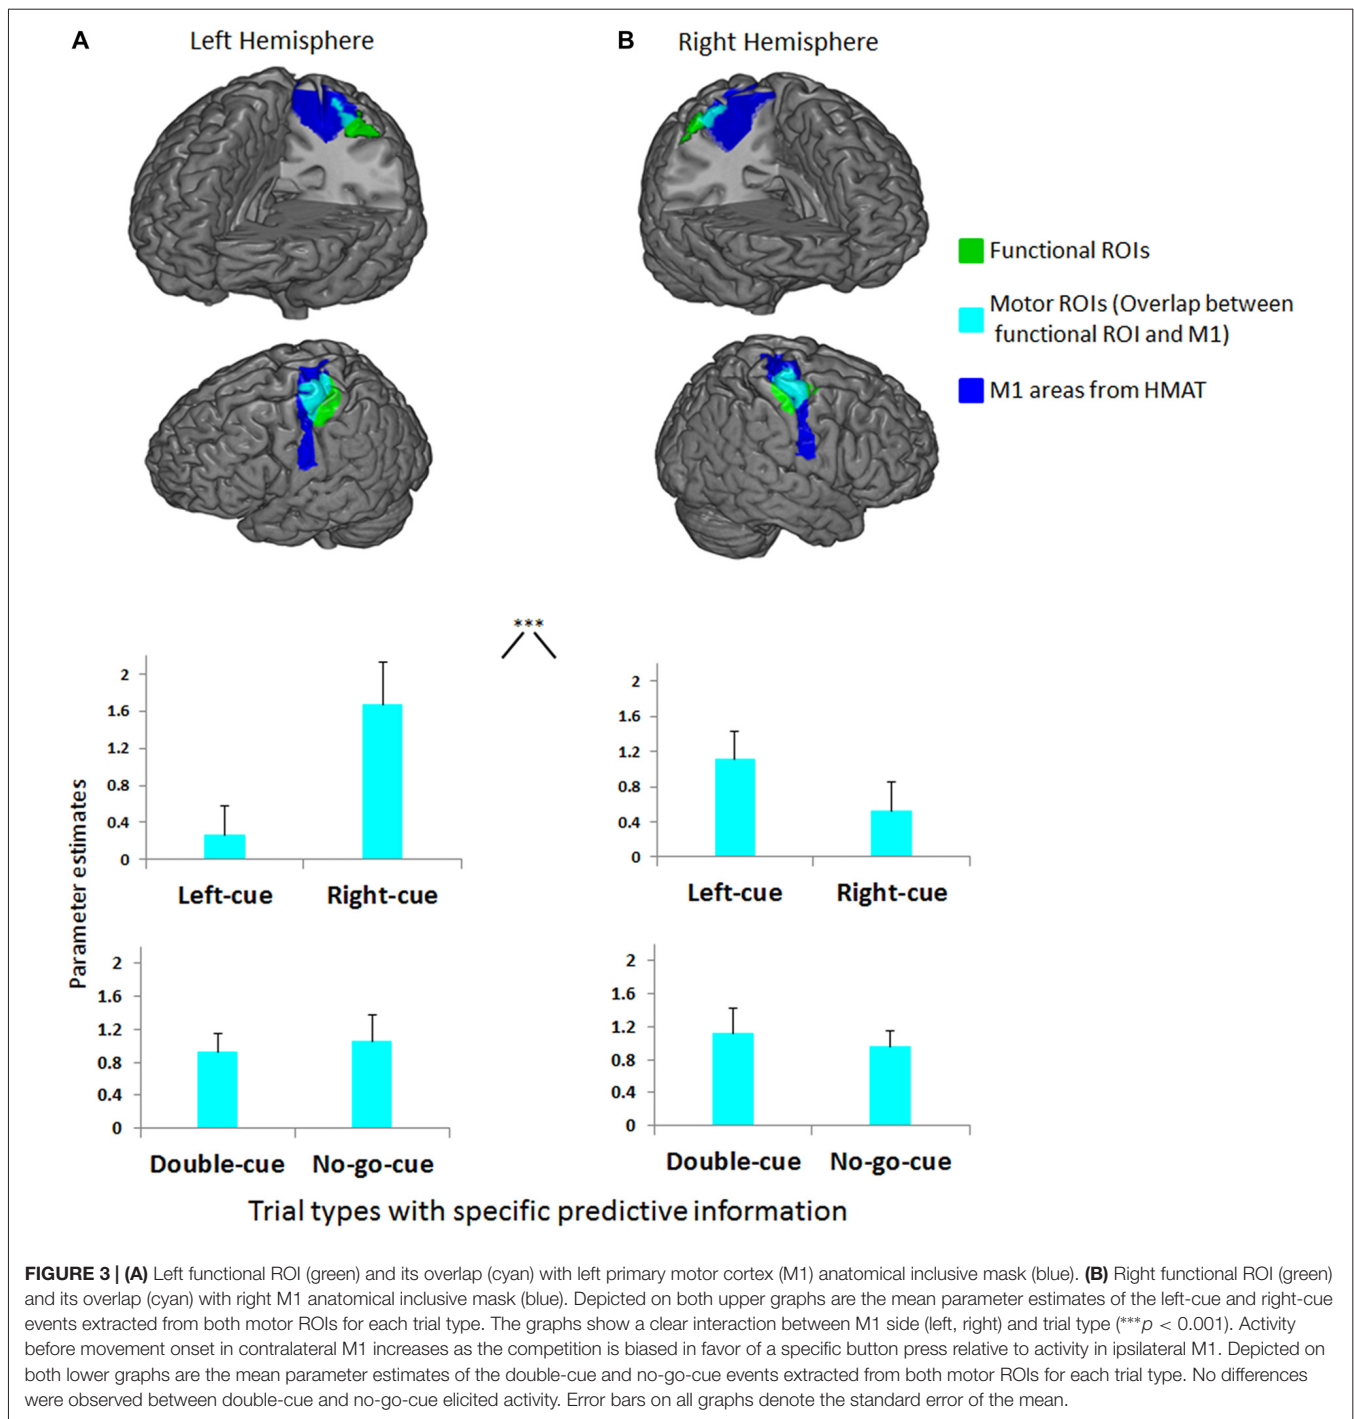 A Left Hemisphere
B Right Hemisphere
Functional ROIs
Motor ROIs (Overlap between
functional ROI and M1)
M1 areas from HMAT
***
Parameter estimates
2
1.6
1.2
0.8
0.4
0
Left-cue Right-cue
2
1.6
1.2
0.8
0.4
0
Left-cue Right-cue
2
1.6
1.2
0.8
0.4
0
Double-cue No-go-cue
2
1.6
1.2
0.8
0.4
0
Double-cue No-go-cue
Trial types with specific predictive information
FIGURE 3 | (A) Left functional ROI (green) and its overlap (cyan) with left primary motor cortex (M1) anatomical inclusive mask (blue). (B) Right functional ROI (green)
and its overlap (cyan) with right M1 anatomical inclusive mask (blue). Depicted on both upper graphs are the mean parameter estimates of the left-cue and right-cue
events extracted from both motor ROIs for each trial type. The graphs show a clear interaction between M1 side (left, right) and trial type (***p < 0.001). Activity
before movement onset in contralateral M1 increases as the competition is biased in favor of a specific button press relative to activity in ipsilateral M1. Depicted on
both lower graphs are the mean parameter estimates of the double-cue and no-go-cue events extracted from both motor ROIs for each trial type. No differences
were observed between double-cue and no-go-cue elicited activity. Error bars on all graphs denote the standard error of the mean.